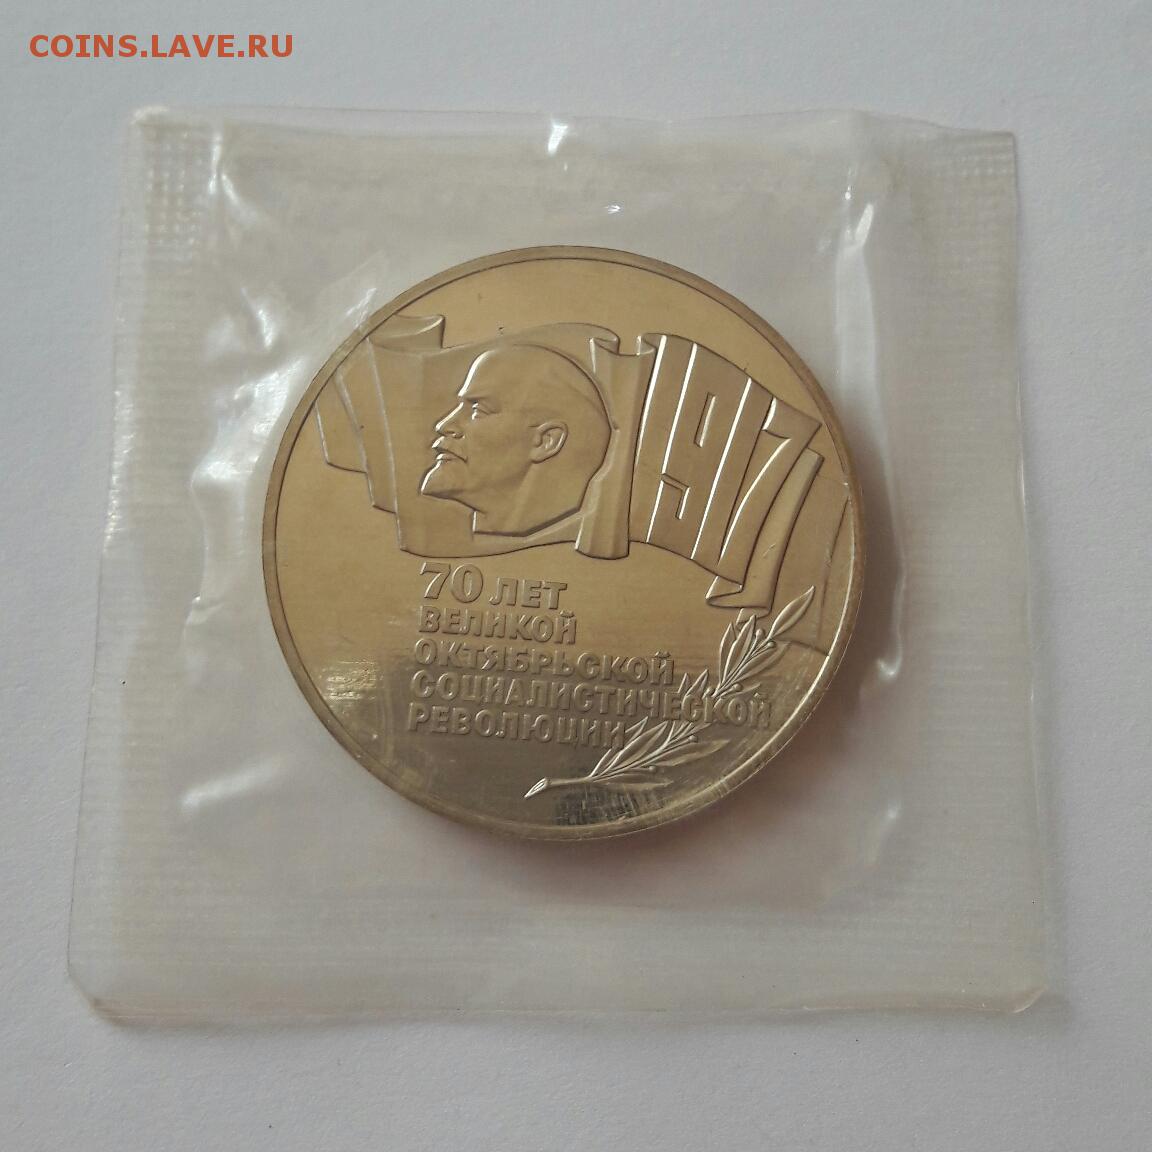 COINS.LAVE.RU
1917
70 ЛЕТ
ВЕЛИКОЙ
ОКТЯБРЬСКОЙ
СОЦИАЛИСТИЧЕСКОЙ
РЕВОЛЮЦИИ